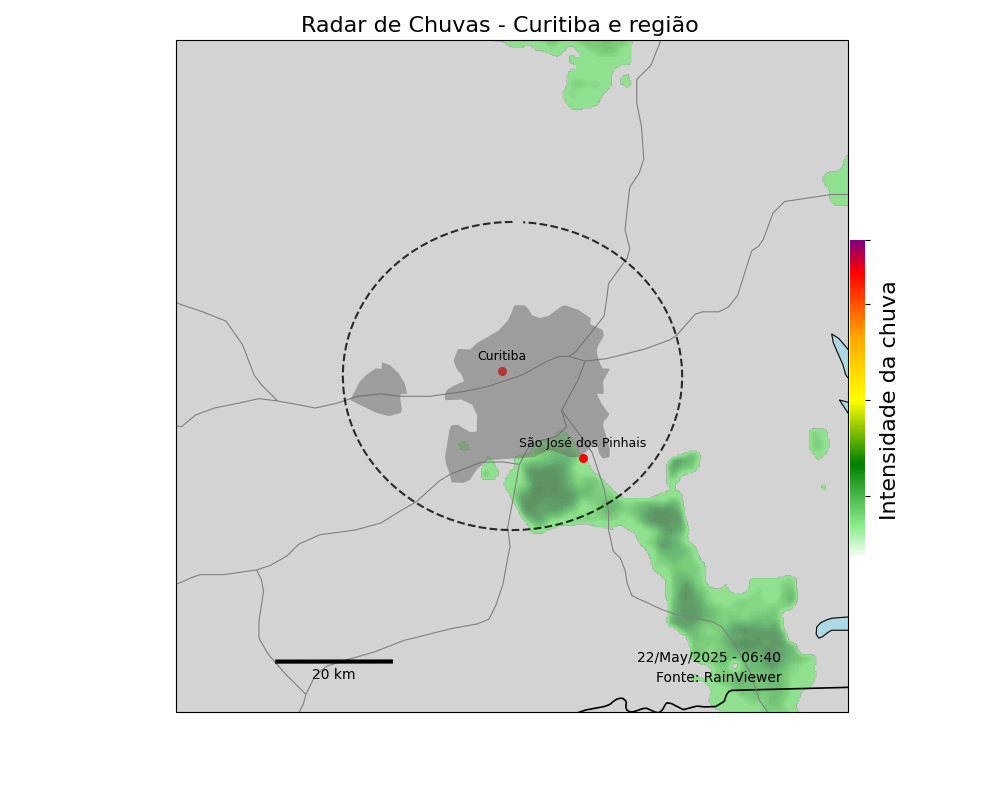 Radar de Chuvas - Curitiba e região
Curitiba
São José dos Pinhais
Intensidade da chuva
22/May/2025 - 06:40
Fonte: RainViewer
20 km